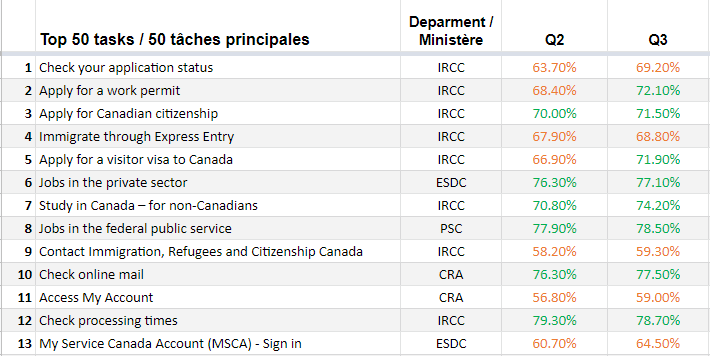 Top 50 tasks / 50 tâches principales Deparment / Ministère Q2 Q3
1 Check your application status IRCC 63.70% 69.20%
2 Apply for a work permit IRCC 68.40% 72.10%
3 Apply for Canadian citizenship IRCC 70.00% 71.50%
4 Immigrate through Express Entry IRCC 67.90% 68.80%
5 Apply for a visitor visa to Canada IRCC 66.90% 71.90%
6 Jobs in the private sector ESDC 76.30% 77.10%
7 Study in Canada – for non-Canadians IRCC 70.80% 74.20%
8 Jobs in the federal public service PSC 77.90% 78.50%
9 Contact Immigration, Refugees and Citizenship Canada IRCC 58.20% 59.30%
10 Check online mail CRA 76.30% 77.50%
11 Access My Account CRA 56.80% 59.00%
12 Check processing times IRCC 79.30% 78.70%
13 My Service Canada Account (MSCA) - Sign in ESDC 60.70% 64.50%